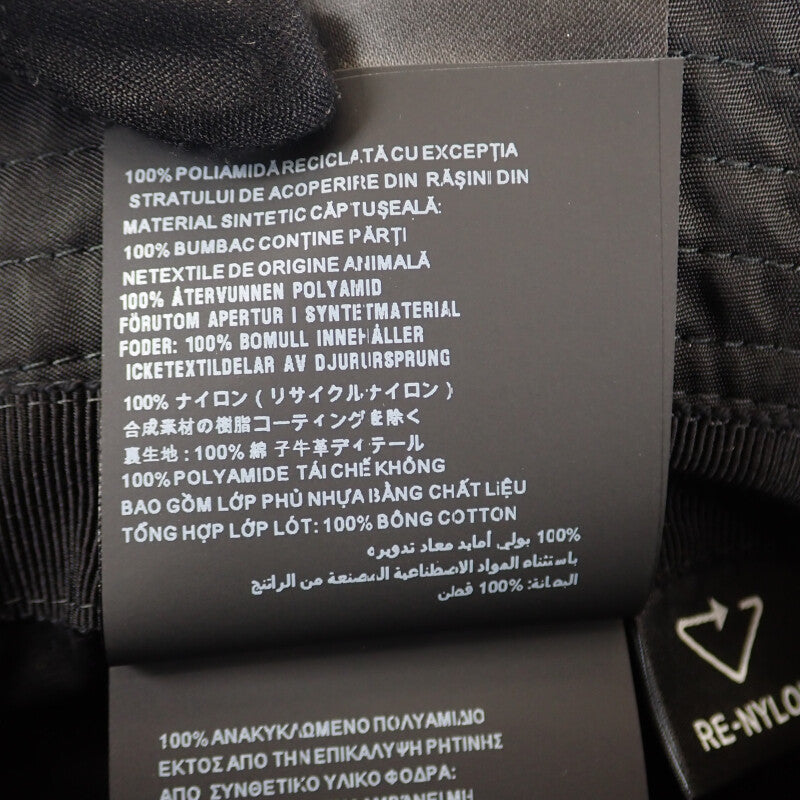 100% POLIAMIDĂ RECICLATĂ CU EXCEPȚIA
STRATULUI DE ACOPERIRE DIN RĂȘINI DIN
MATERIAL SINTETIC CĂPTUȘEALĂ:
100% BUMBAC CONȚINE PĂRȚI
NETEXTILE DE ORIGINE ANIMALĂ
100% ÅTERVUNNEN POLYAMID
FÖRUTOM APERTUR I SYNTETMATERIAL
FODER: 100% BOMULL INNEHÅLLER
ICKETEXTILDELAR AV DJURURSPRUNG
100% ナイロン ( リサイクルナイロン )
合成素材の樹脂コーティングを除く
裏生地 : 100% 綿 子牛革ディテール
100% POLYAMIDE TÁI CHẾ KHÔNG
BAO GỒM LỚP PHỦ NHỰA BẰNG CHẤT LIỆU
TỔNG HỢP LỚP LÓT: 100% BÔNG COTTON
100% بولي أمايد معاد تدويره
باستثناء المواد الاصطناعية المصنعة من الراتنج
البطانة: 100% قطن
RE-NYLO
100% ΑΝΑΚΥΚΛΩΜΕΝΟ ΠΟΛΥΑΜΙΔΙΟ
ΕΚΤΟΣ ΑΠΟ ΤΗΝ ΕΠΙΚΑΛΥΨΗ ΡΗΤΙΝΗΣ
ΑΠΟ ΣΥΝΘΕΤΙΚΟ ΥΛΙΚΟ ΦΟΔΡΑ: